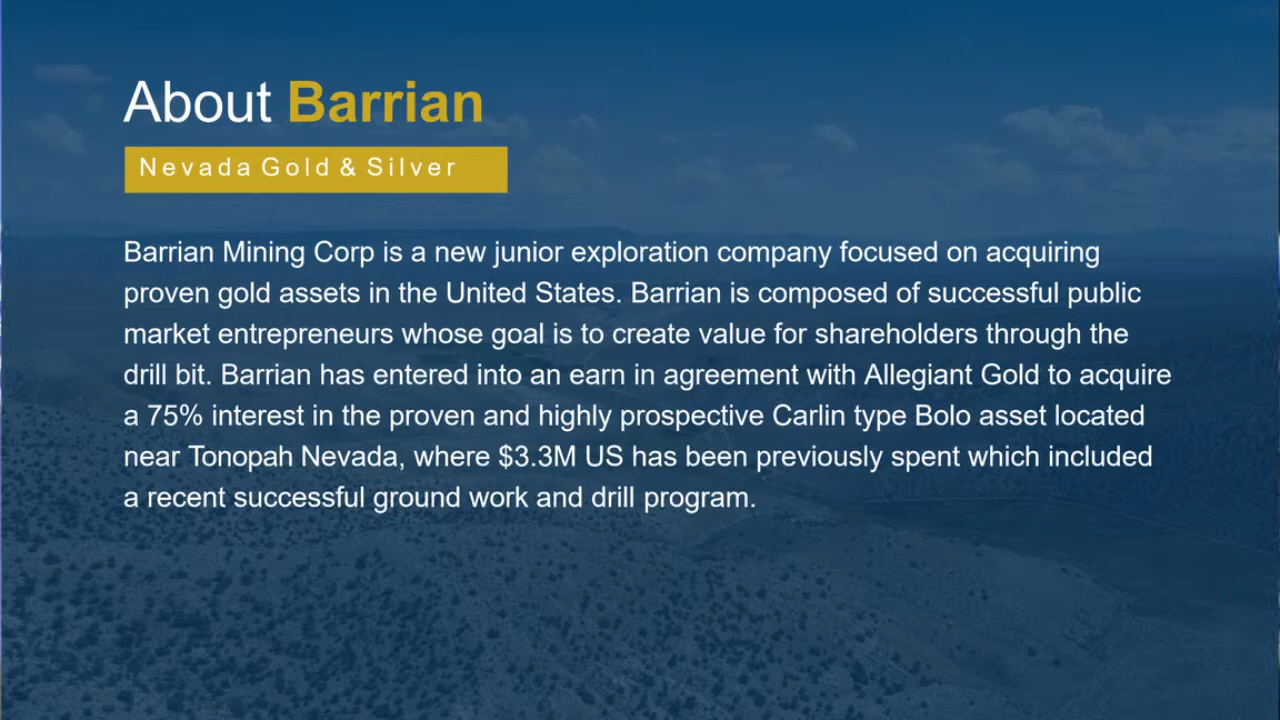 About Barrian
Nevada Gold & Silver
Barrian Mining Corp is a new junior exploration company focused on acquiring
proven gold assets in the United States. Barrian is composed of successful public
market entrepreneurs whose goal is to create value for shareholders through the
drill bit. Barrian has entered into an earn in agreement with Allegiant Gold to acquire
a 75% interest in the proven and highly prospective Carlin type Bolo asset located
near Tonopah Nevada, where $3.3M US has been previously spent which included
a recent successful ground work and drill program.